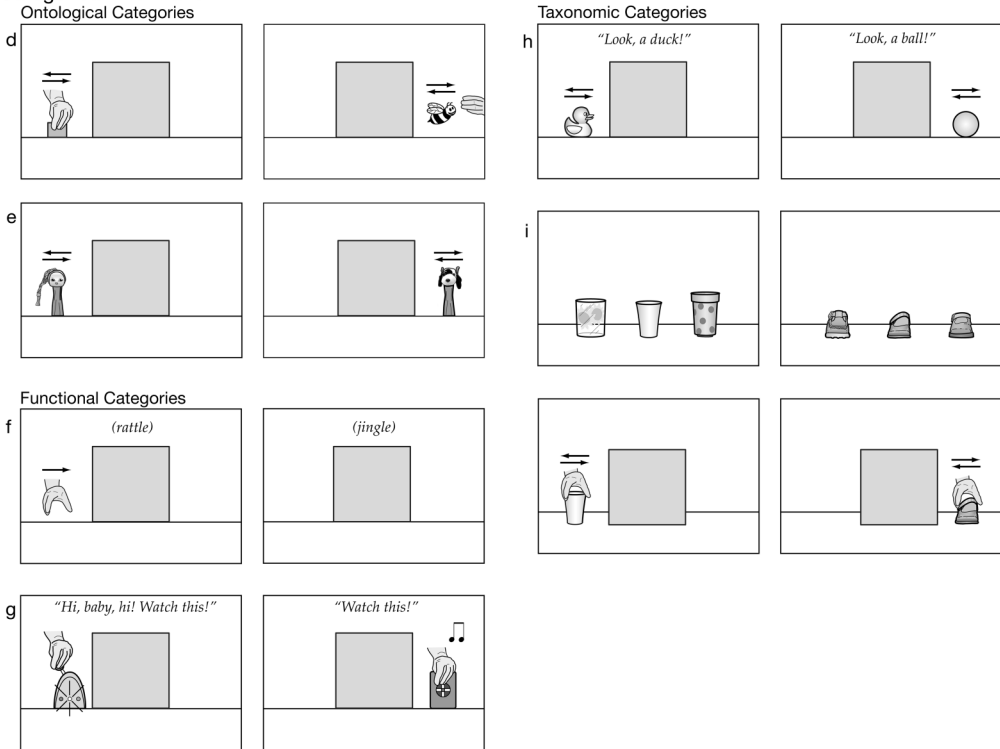 Ontological Categories
d
e
Functional Categories
f
(rattle)
(jingle)
g
"Hi, baby, hi! Watch this!"
"Watch this!"
Taxonomic Categories
h
"Look, a duck!"
"Look, a ball!"
i